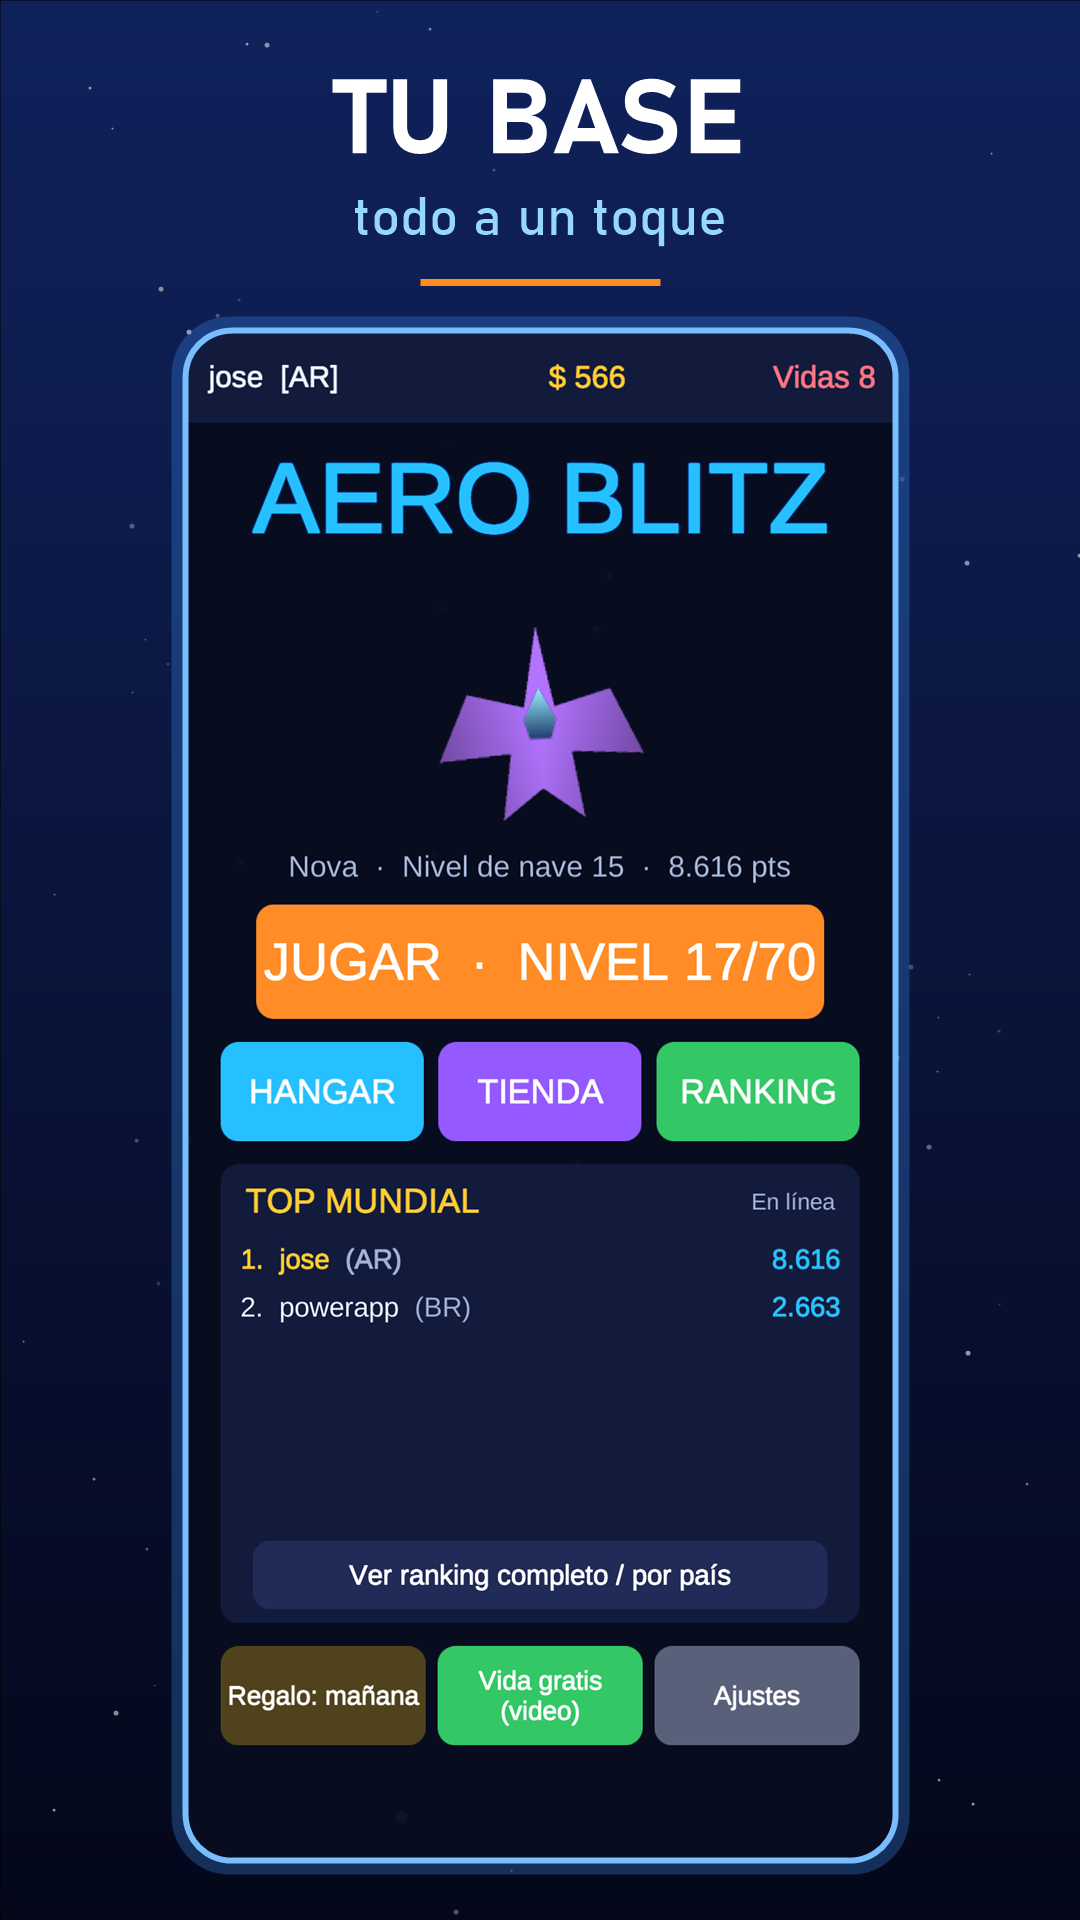 TU BASE
todo a un toque
jose [AR] $ 566 Vidas 8
AERO BLITZ
Nova · Nivel de nave 15 · 8.616 pts
JUGAR · NIVEL 17/70
HANGAR TIENDA RANKING
TOP MUNDIAL En línea
1. jose (AR) 8.616
2. powerapp (BR) 2.663
Ver ranking completo / por país
Regalo: mañana
Vida gratis
(video)
Ajustes